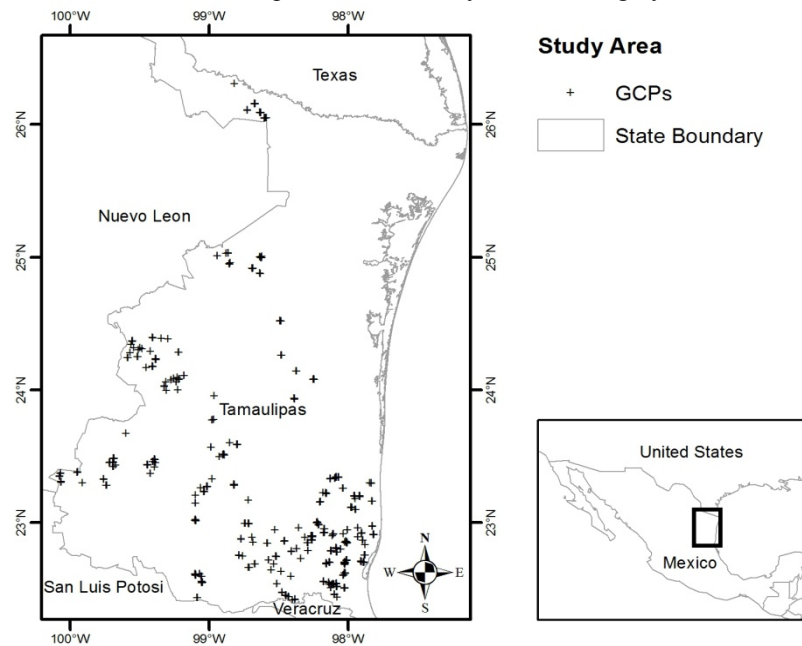 100°W 99°W 98°W
Study Area
Texas
GCPs
26°N 26°N
State Boundary
Nuevo Leon
25°N 25°N
24°N 24°N
Tamaulipas
United States
23°N 23°N
N
Mexico
W E
San Luis Potosi
S
Veracruz
100°W 99°W 98°W